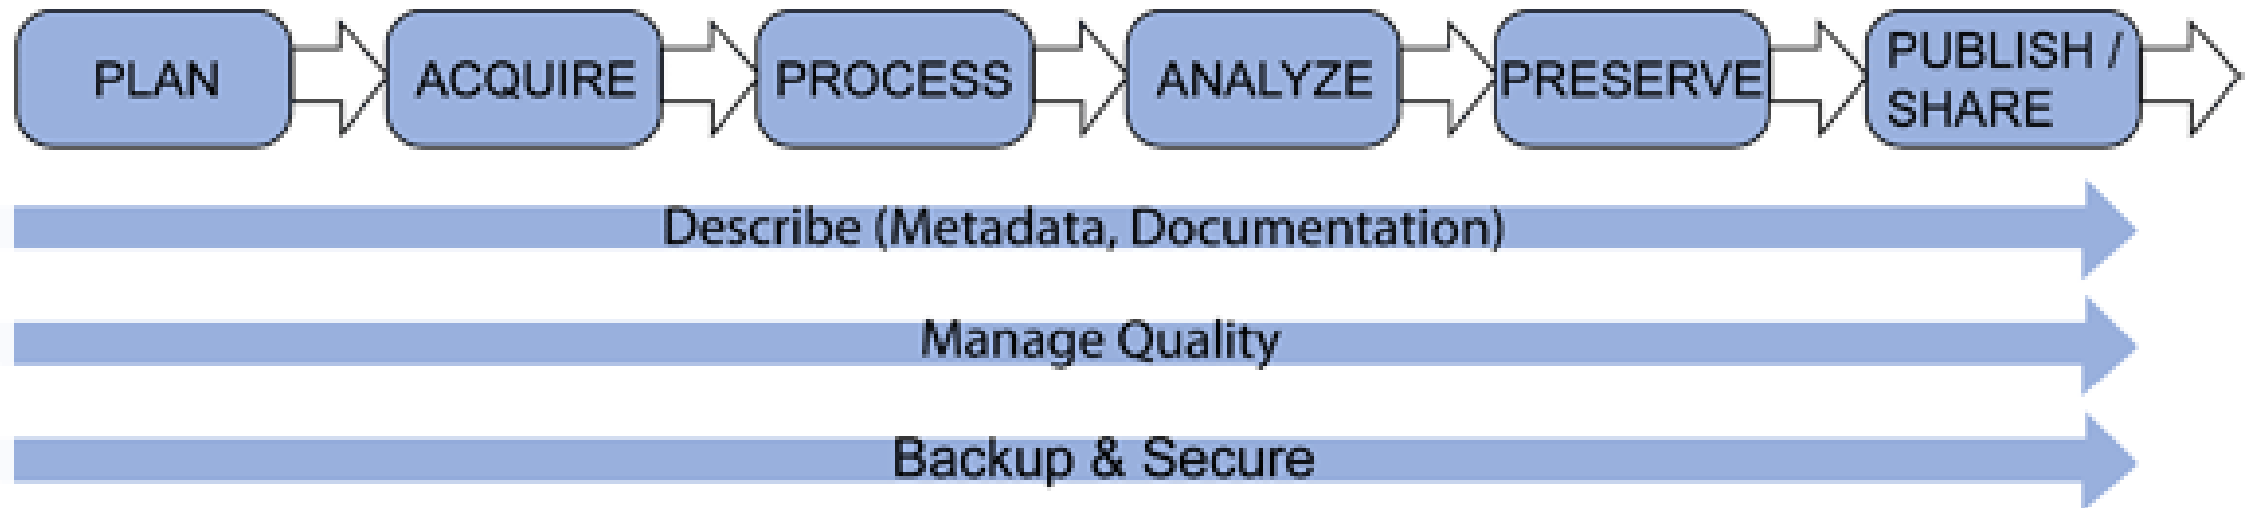 PLAN
ACQUIRE
PROCESS
ANALYZE
PRESERVE
PUBLISH /
SHARE
Describe (Metadata, Documentation)
Manage Quality
Backup & Secure